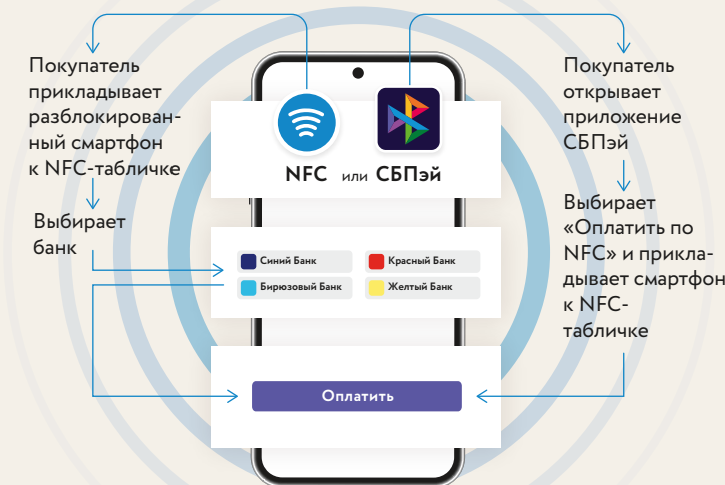 Покупатель
прикладывает
разблокирован-
ный смартфон
к NFC-табличке
Выбирает
банк
NFC или СБПэй
Синий Банк
Красный Банк
Бирюзовый Банк
Желтый Банк
Оплатить
Покупатель
открывает
приложение
СБПэй
Выбирает
«Оплатить по
NFC» и прикла-
дывает смартфон
к NFC-
табличке